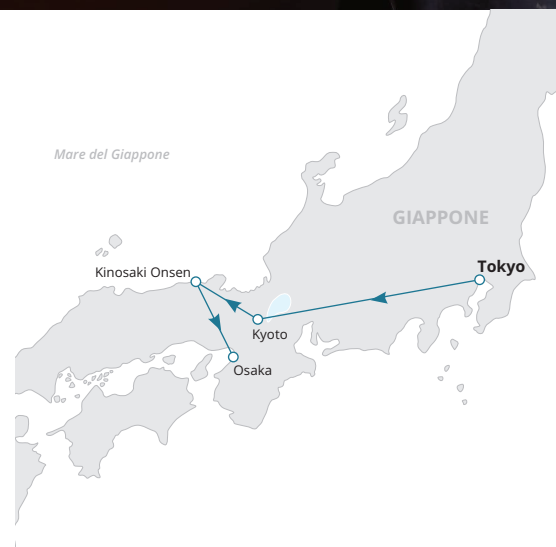 Mare del Giappone
GIAPPONE
Tokyo
Kinosaki Onsen
Kyoto
Osaka